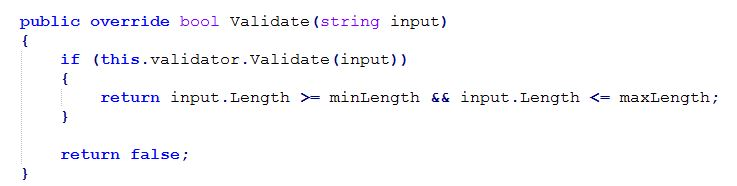 public override bool Validate(string input)
{
    if (this.validator.Validate(input))
    {
        return input.Length >= minLength && input.Length <= maxLength;
    }

    return false;
}